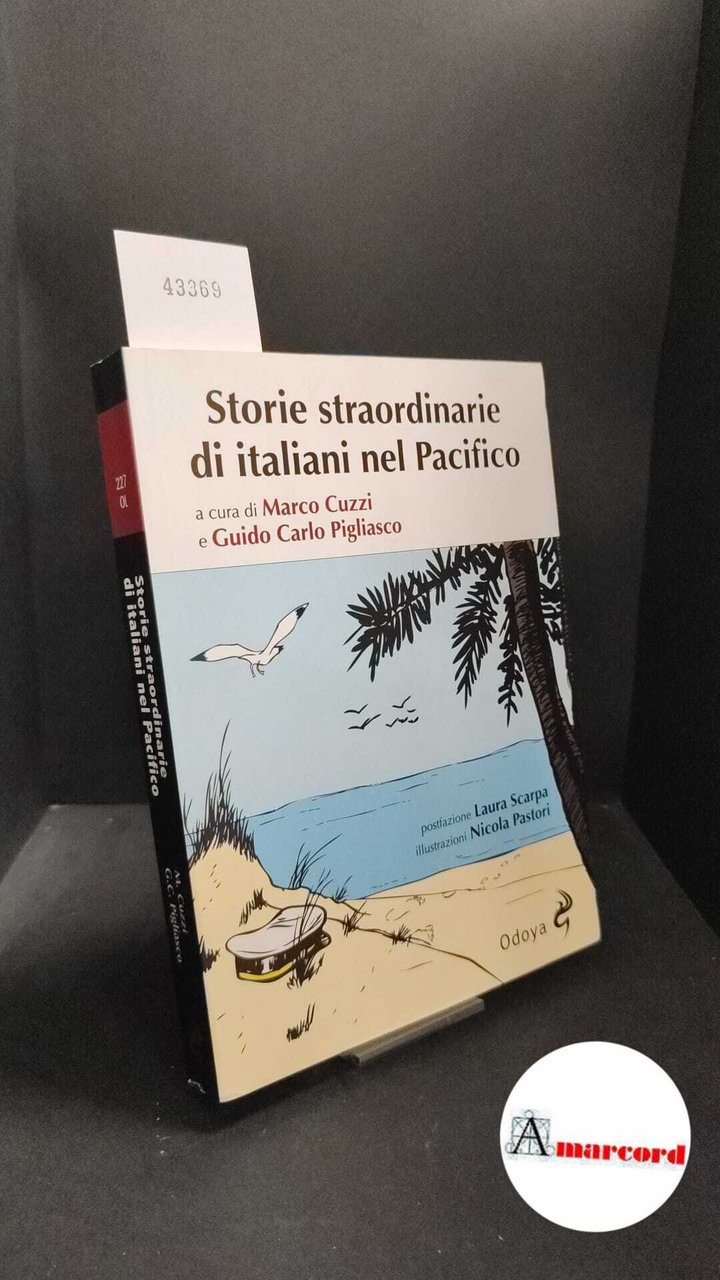 43369
Storie straordinarie
di italiani nel Pacifico
a cura di Marco Cuzzi
e Guido Carlo Pigliasco
postfazione Laura Scarpa
illustrazioni Nicola Pastori
Odoya
227
OL
Storie straordinarie
di italiani nel Pacifico
M. Cuzzi
G.C. Pigliasco
Amarcord